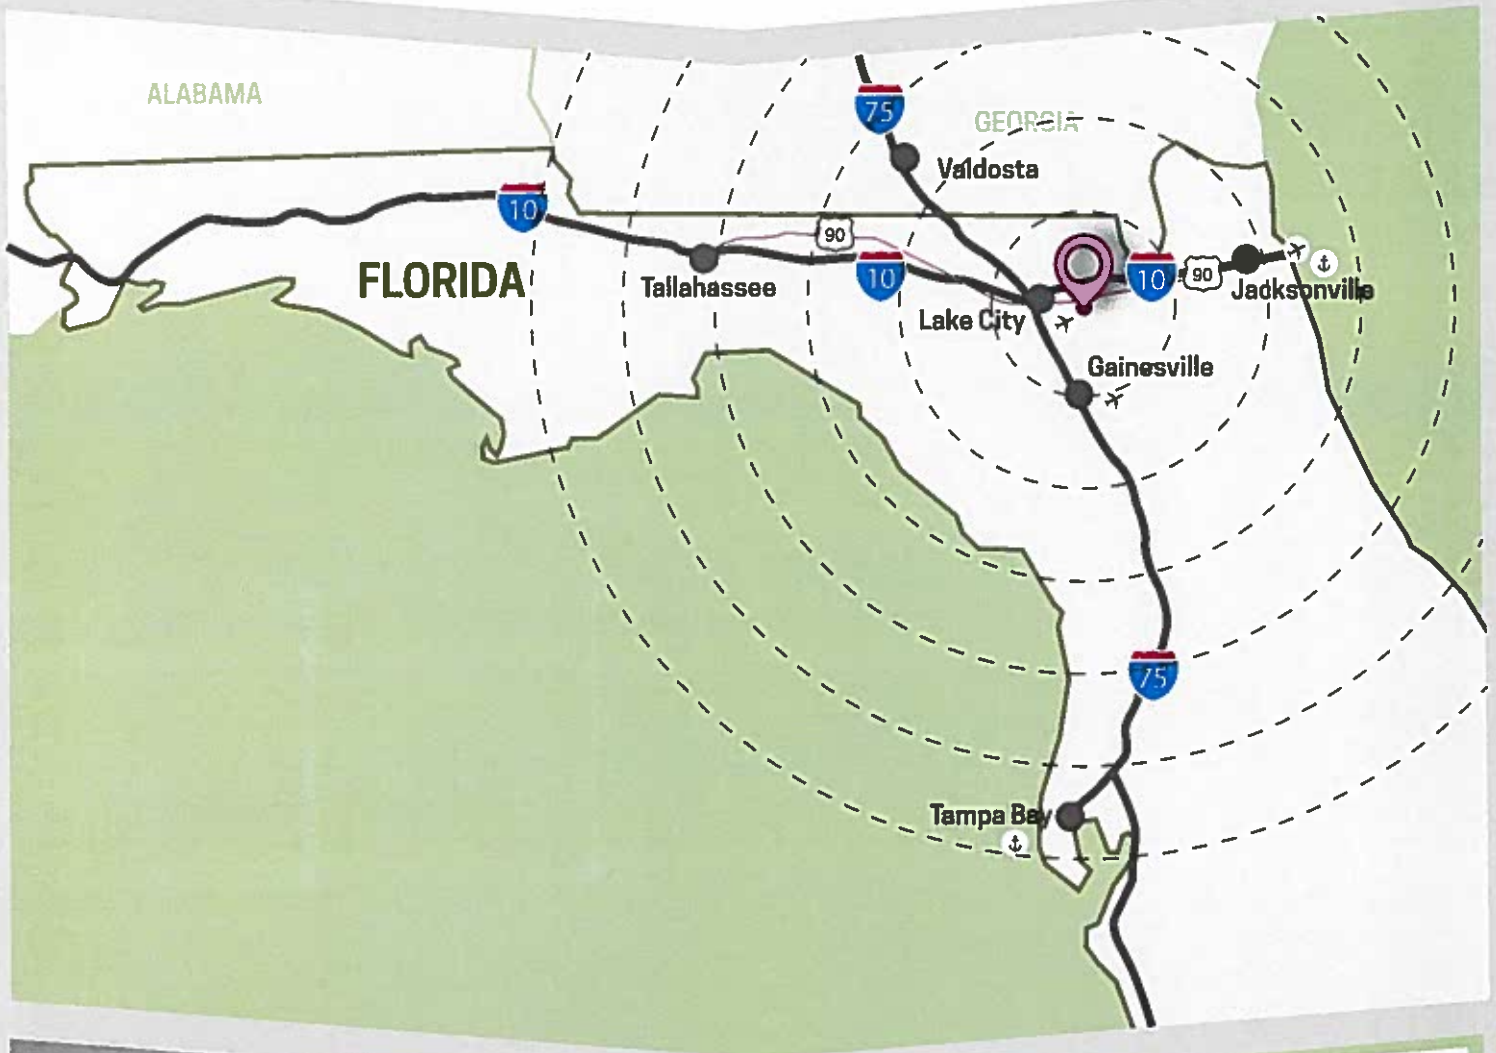 ALABAMA
75
GEORGIA
Valdosta
10
90
FLORIDA
Tallahassee
10
10
90
Jacksonville
Lake City
Gainesville
75
Tampa Bay